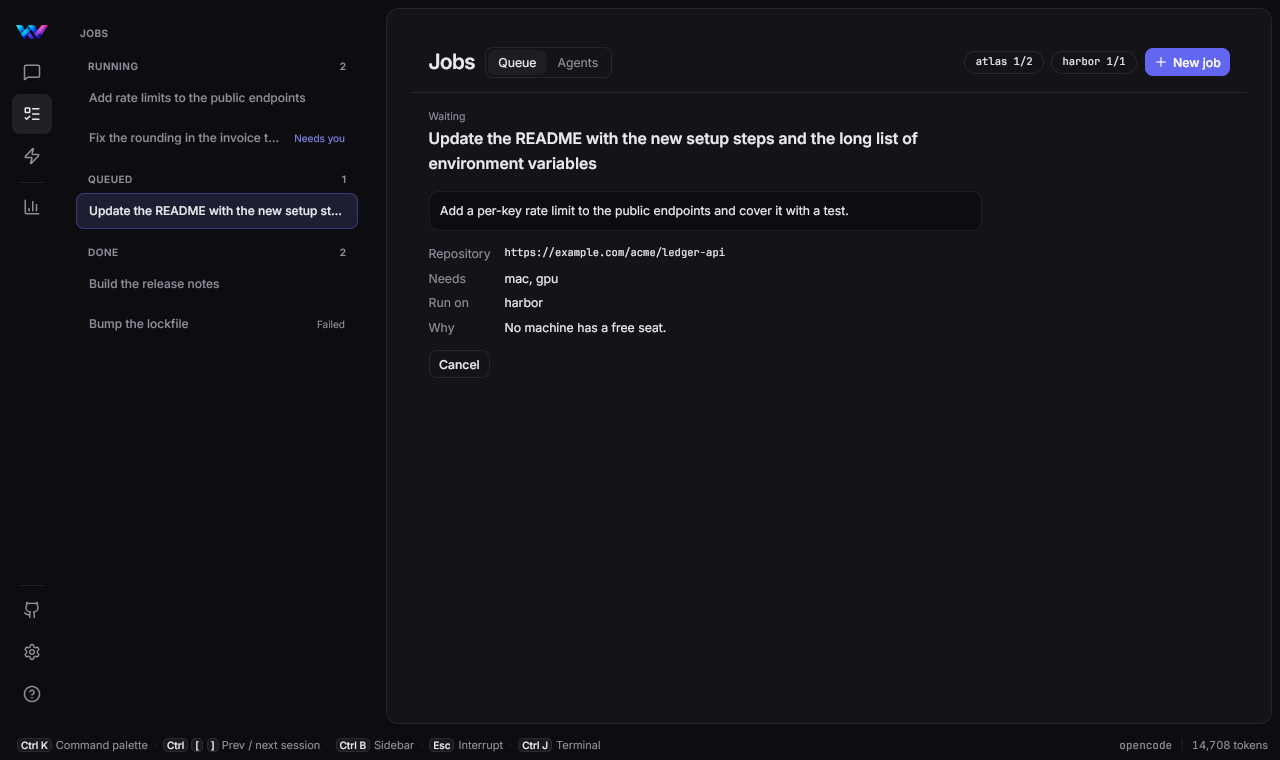 JOBS
RUNNING 2
Add rate limits to the public endpoints
Fix the rounding in the invoice t... Needs you
QUEUED 1
Update the README with the new setup st...
DONE 2
Build the release notes
Bump the lockfile Failed
Jobs Queue Agents atlas 1/2 harbor 1/1 + New job
Waiting
Update the README with the new setup steps and the long list of
environment variables
Add a per-key rate limit to the public endpoints and cover it with a test.
Repository https://example.com/acme/ledger-api
Needs mac, gpu
Run on harbor
Why No machine has a free seat.
Cancel
Ctrl K Command palette · Ctrl [ ] Prev / next session · Ctrl B Sidebar · Esc Interrupt · Ctrl J Terminal opencode 14,708 tokens